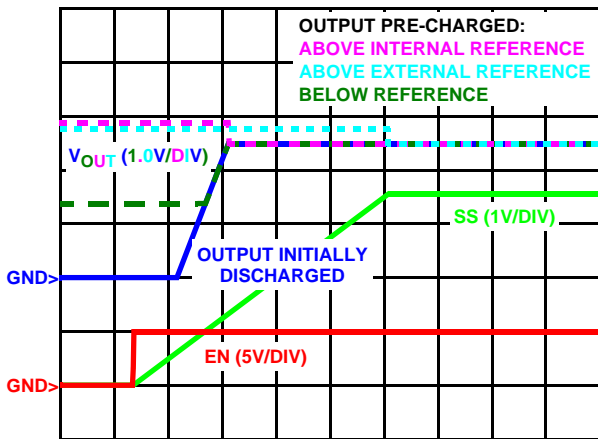 OUTPUT PRE-CHARGED:
ABOVE INTERNAL REFERENCE
ABOVE EXTERNAL REFERENCE
BELOW REFERENCE
VOUT (1.0V/DIV)
SS (1V/DIV)
OUTPUT INITIALLY
DISCHARGED
GND>
EN (5V/DIV)
GND>